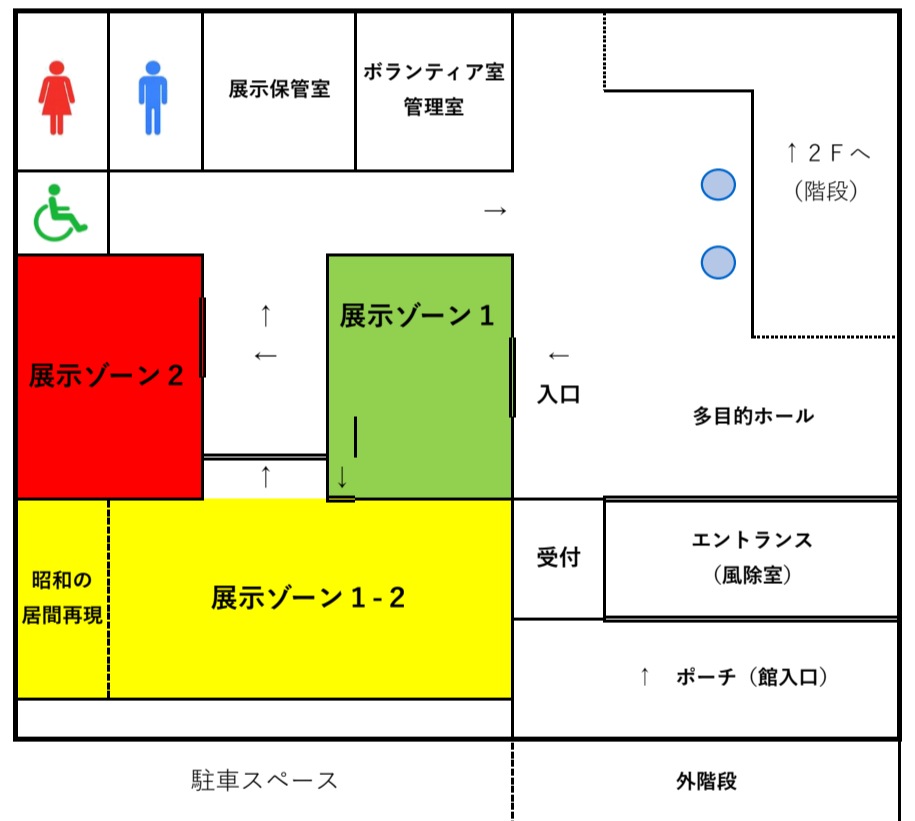 展示保管室
ボランティア室
管理室
↑２Ｆへ
（階段）
→
展示ゾーン１
↑
←
←
入口
展示ゾーン２
多目的ホール
↑
↓
エントランス
（風除室）
受付
昭和の
居間再現
展示ゾーン１-２
↑　ポーチ（館入口）
駐車スペース
外階段